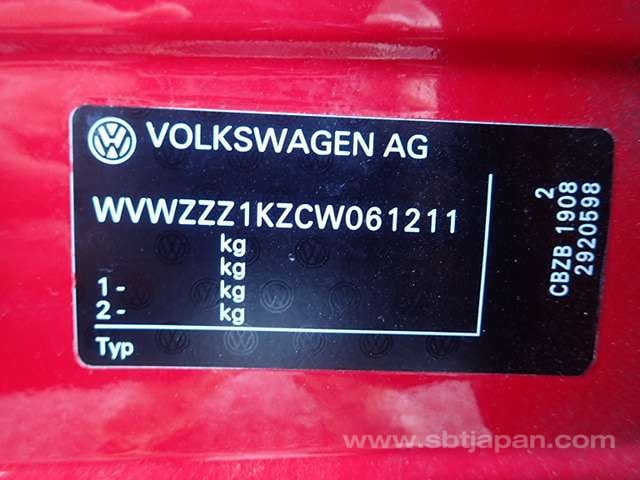 VOLKSWAGEN AG
WVWZZZ1KZCW061211
kg
kg
1- kg
2- kg
Typ
2
CBZB 1908
2920598
www.sbtjapan.com